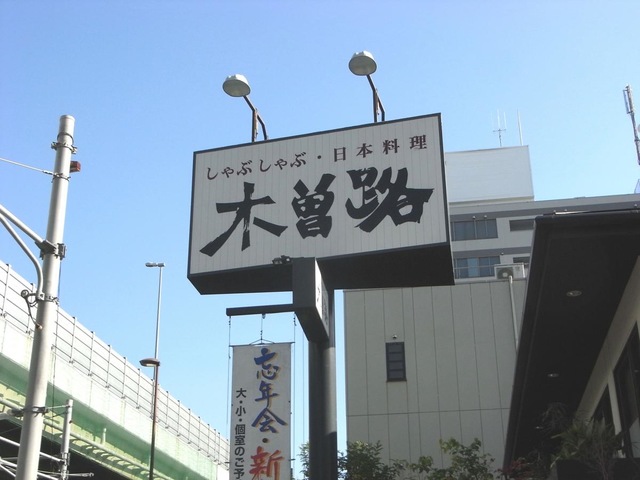 しゃぶしゃぶ・日本料理
木曽路
忘年会・新
大・小・個室のご予